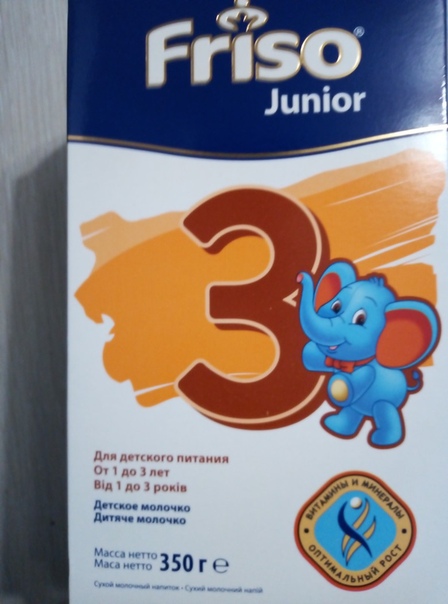 Friso®
Junior
3
Для детского питания
От 1 до 3 лет
Від 1 до 3 років
Детское молочко
Дитяче молочко
Масса нетто
Маса нетто 350 г ℮
ВИТАМИНЫ И МИНЕРАЛЫ
ОПТИМАЛЬНЫЙ РОСТ
Сухой молочный напиток - Сухий молочний напій